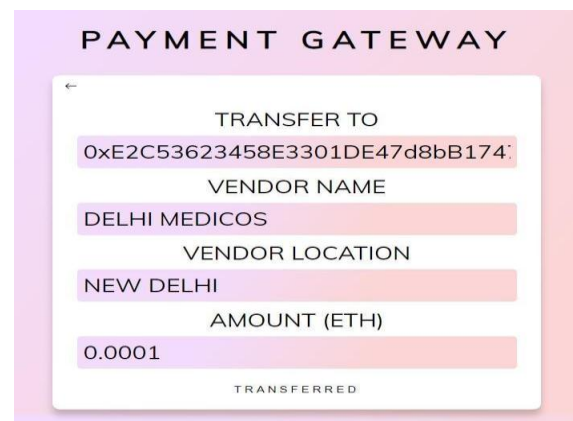 PAYMENT GATEWAY
←
TRANSFER TO
0xE2C53623458E3301DE47d8bB174
VENDOR NAME
DELHI MEDICOS
VENDOR LOCATION
NEW DELHI
AMOUNT (ETH)
0.0001
TRANSFERRED